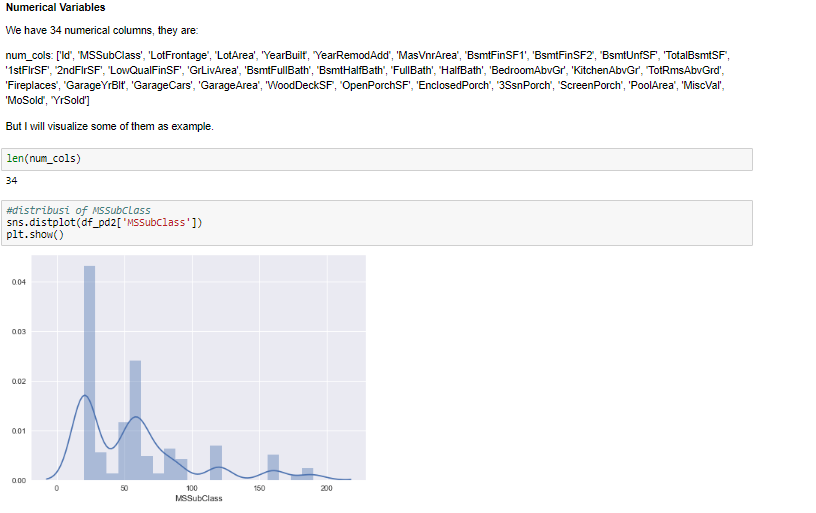 Numerical Variables
We have 34 numerical columns, they are:
num_cols: ['Id', 'MSSubClass', 'LotFrontage', 'LotArea', 'YearBuilt', 'YearRemodAdd', 'MasVnrArea', 'BsmtFinSF1', 'BsmtFinSF2', 'BsmtUnfSF', 'TotalBsmtSF',
'1stFlrSF', '2ndFlrSF', 'LowQualFinSF', 'GrLivArea', 'BsmtFullBath', 'BsmtHalfBath', 'FullBath', 'HalfBath', 'BedroomAbvGr', 'KitchenAbvGr', 'TotRmsAbvGrd',
'Fireplaces', 'GarageYrBlt', 'GarageCars', 'GarageArea', 'WoodDeckSF', 'OpenPorchSF', 'EnclosedPorch', '3SsnPorch', 'ScreenPorch', 'PoolArea', 'MiscVal',
'MoSold', 'YrSold']
But I will visualize some of them as example.
len(num_cols)
34
#distribusi of MSSubClass
sns.distplot(df_pd2['MSSubClass'])
plt.show()
0.04
0.03
0.02
0.01
0.00
0 50 100 150 200
MSSubClass